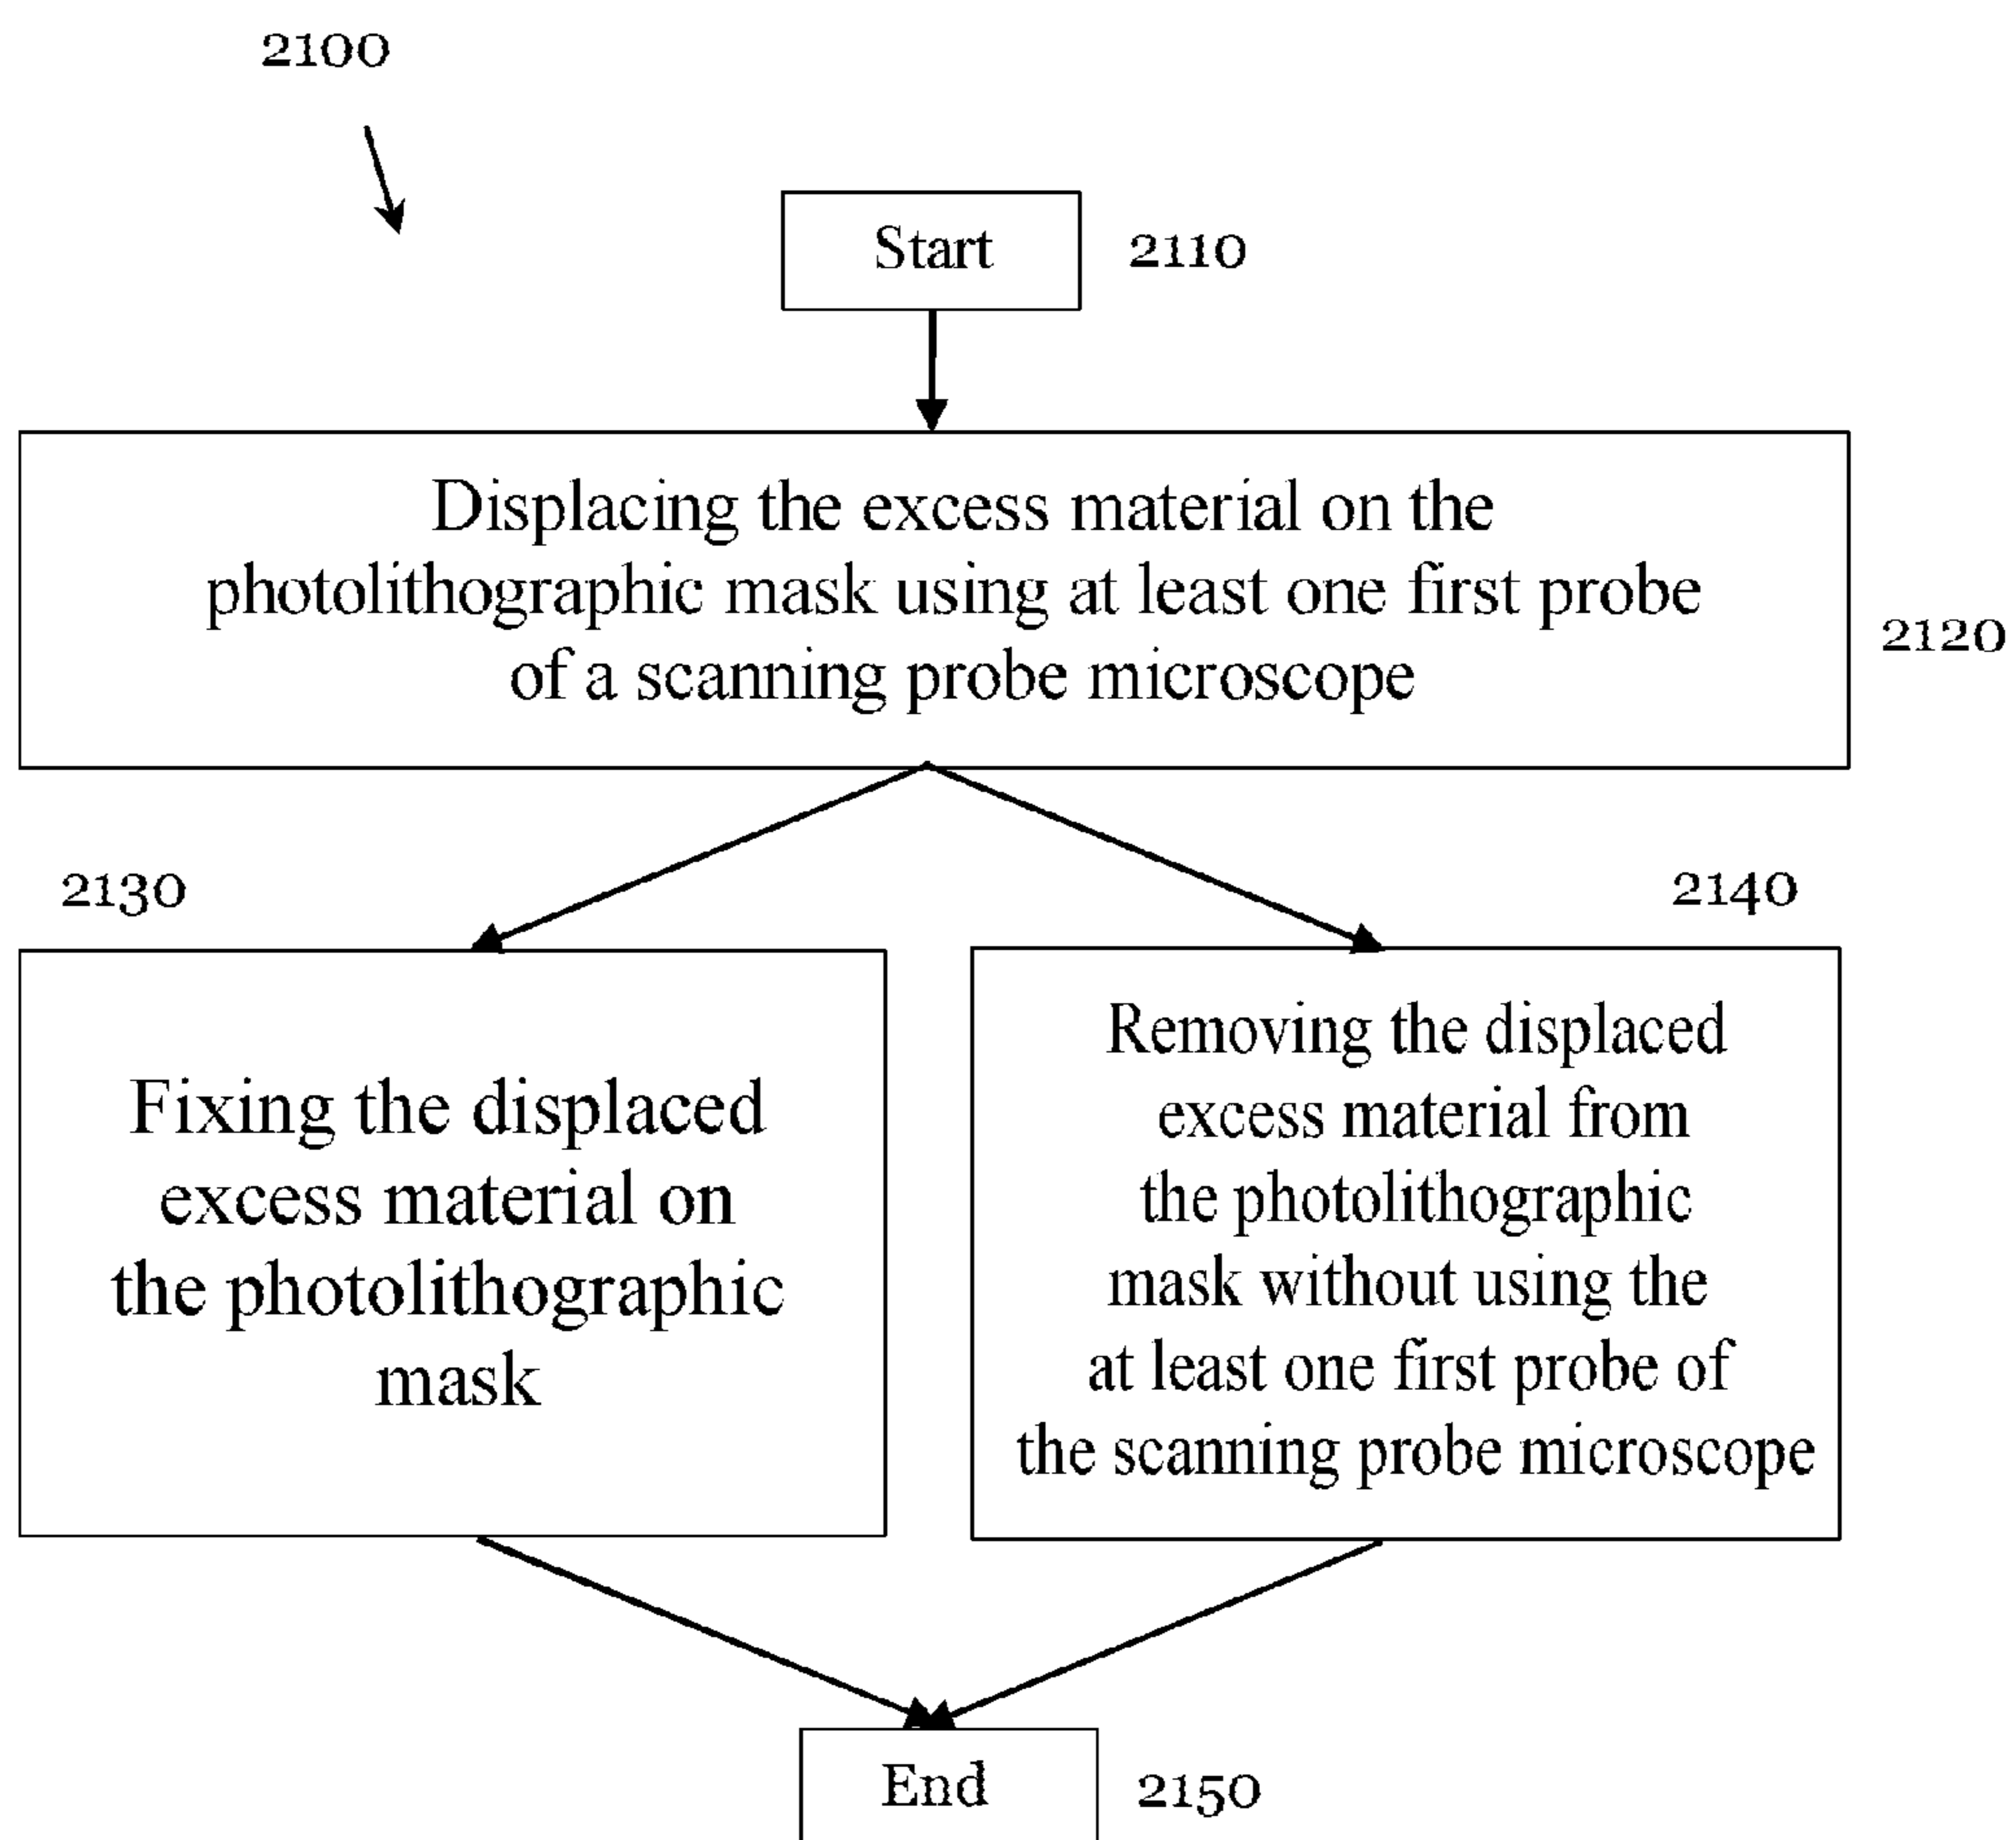 2100
Start
2110
Displacing the excess material on the
photolithographic mask using at least one first probe
of a scanning probe microscope
2120
2130
2140
Fixing the displaced
excess material on
the photolithographic
mask
Removing the displaced
excess material from
the photolithographic
mask without using the
at least one first probe of
the scanning probe microscope
End
2150